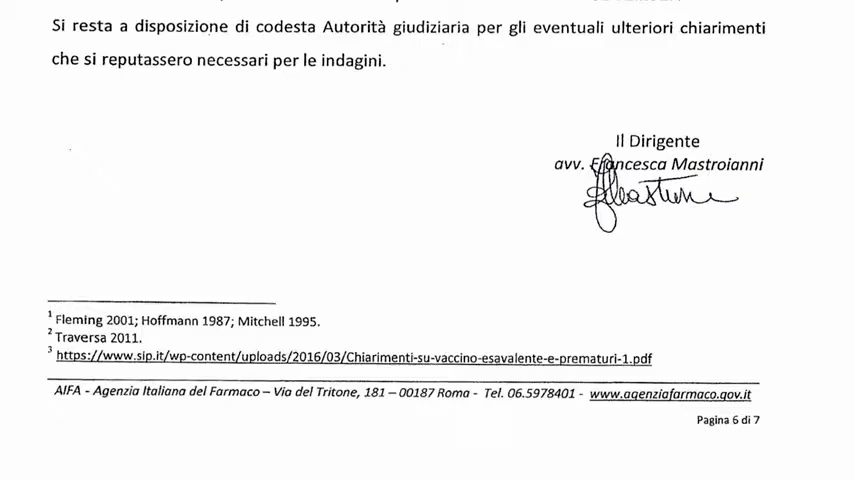 Si resta a disposizione di codesta Autorità giudiziaria per gli eventuali ulteriori chiarimenti
che si reputassero necessari per le indagini.
Il Dirigente
avv. Francesca Mastroianni
1 Fleming 2001; Hoffmann 1987; Mitchell 1995.
2 Traversa 2011.
3 https://www.sip.it/wp-content/uploads/2016/03/Chiarimenti-su-vaccino-esavalente-e-prematuri-1.pdf
AIFA - Agenzia Italiana del Farmaco – Via del Tritone, 181 – 00187 Roma - Tel. 06.5978401 - www.agenziafarmaco.gov.it
Pagina 6 di 7